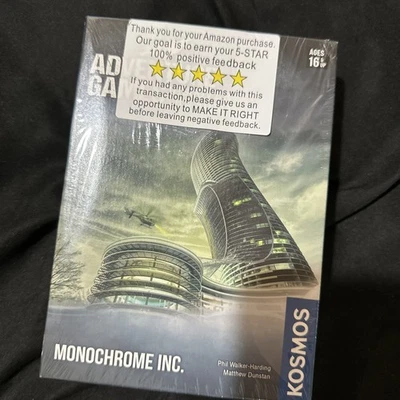 Thank you for your Amazon purchase.
Our goal is to earn your 5-STAR
100% positive feedback
If you had any problems with this
transaction,please give us an
opportunity to MAKE IT RIGHT
before leaving negative feedback.
AGES
16 & UP
ADVE
GAM
MONOCHROME INC.
Phil Walker-Harding
Matthew Dunstan
KOSMOS